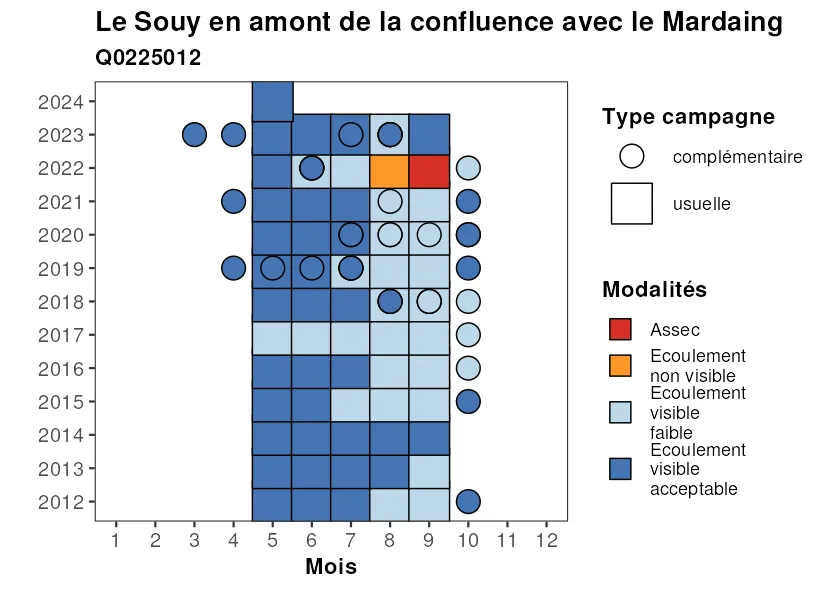 Le Souy en amont de la confluence avec le Mardaing
Q0225012
2024
2023
2022
2021
2020
2019
2018
2017
2016
2015
2014
2013
2012
1 2 3 4 5 6 7 8 9 10 11 12
Mois
Type campagne
complémentaire
usuelle
Modalités
Assec
Ecoulement
non visible
Ecoulement
visible
faible
Ecoulement
visible
acceptable